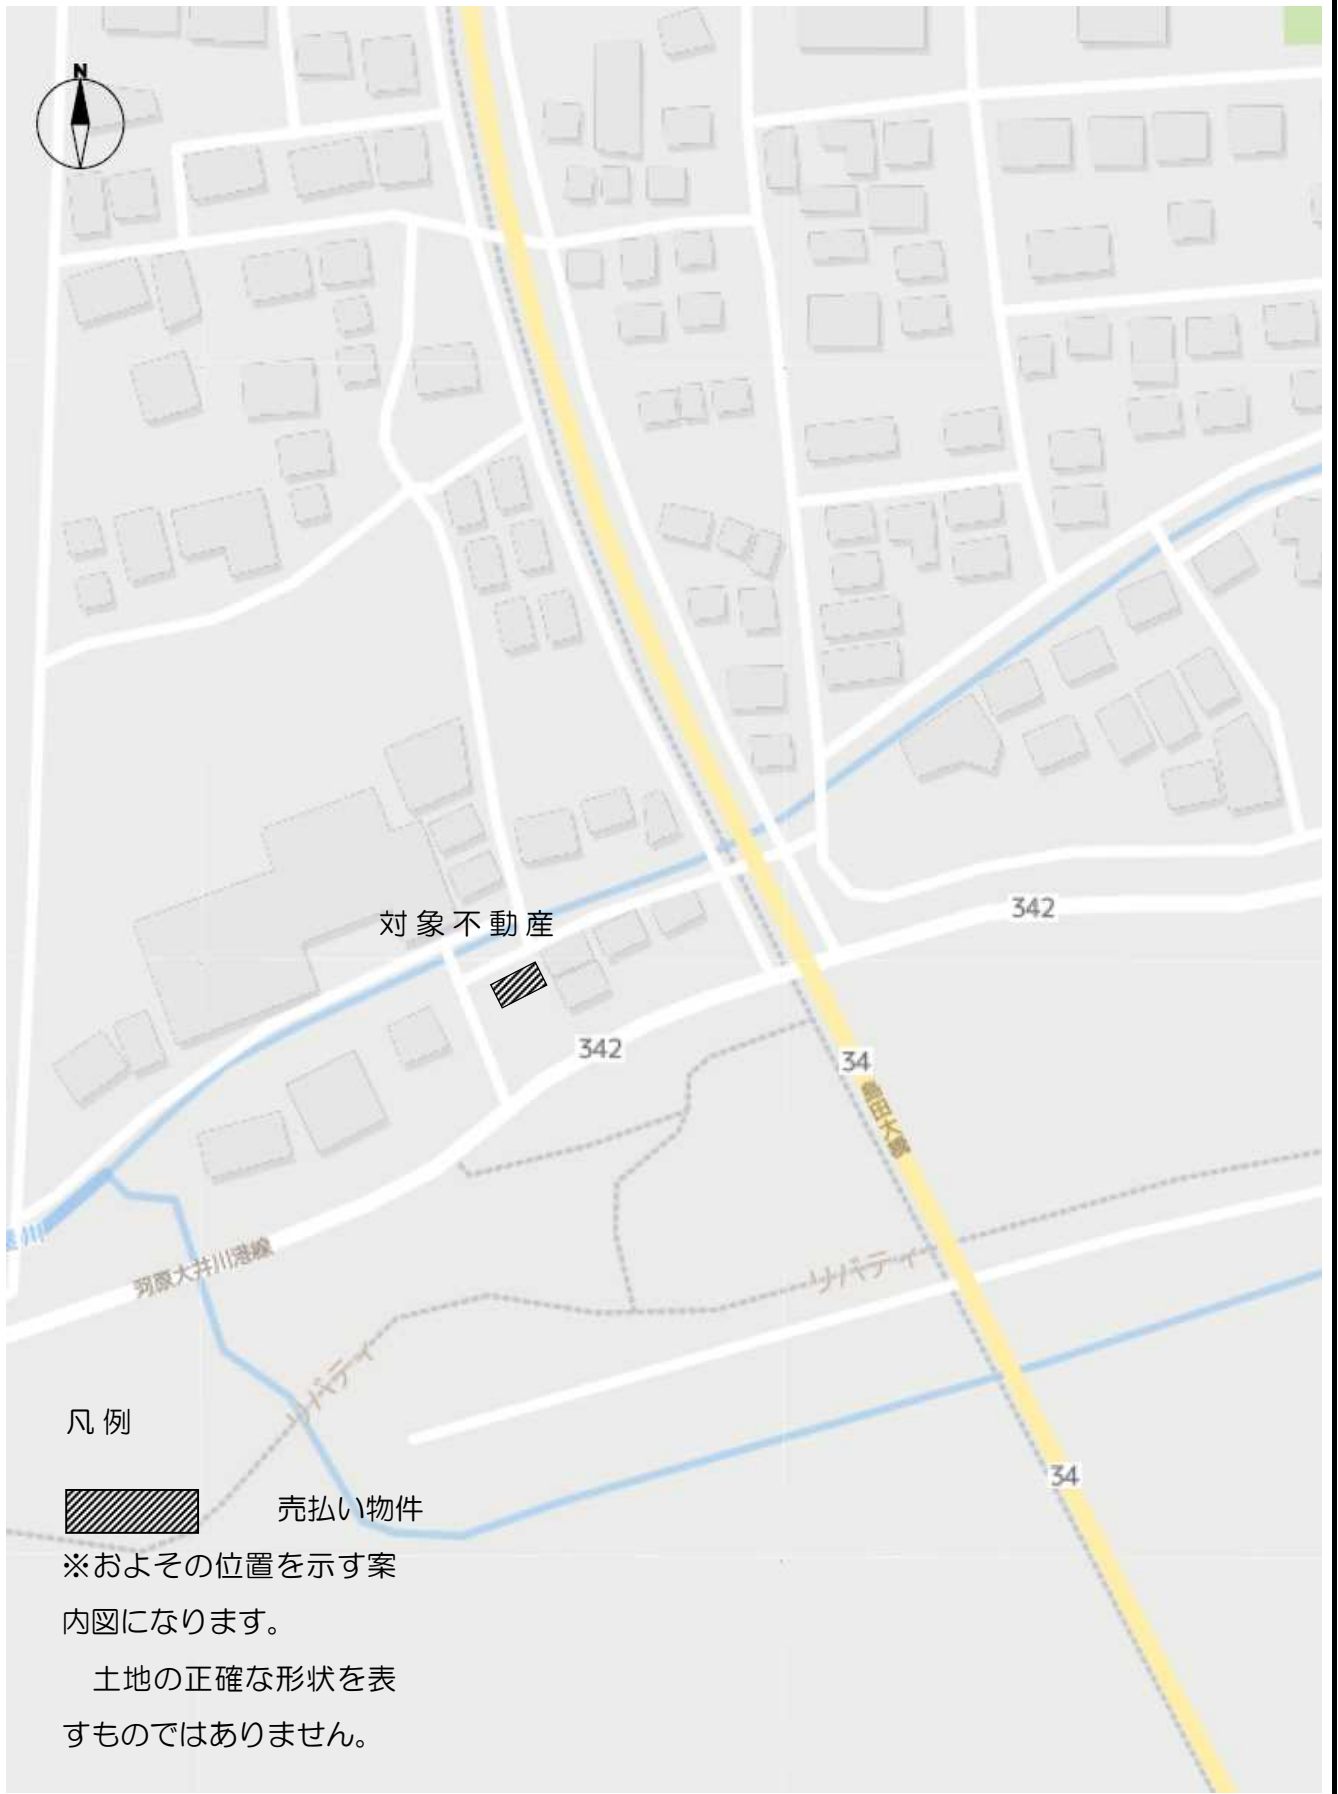 N
対象不動産
342
342
34
島田大橋
河原大井川港線
リバティ
リバティ
34
凡例
売払い物件
※およその位置を示す案
内図になります。
土地の正確な形状を表
すものではありません。